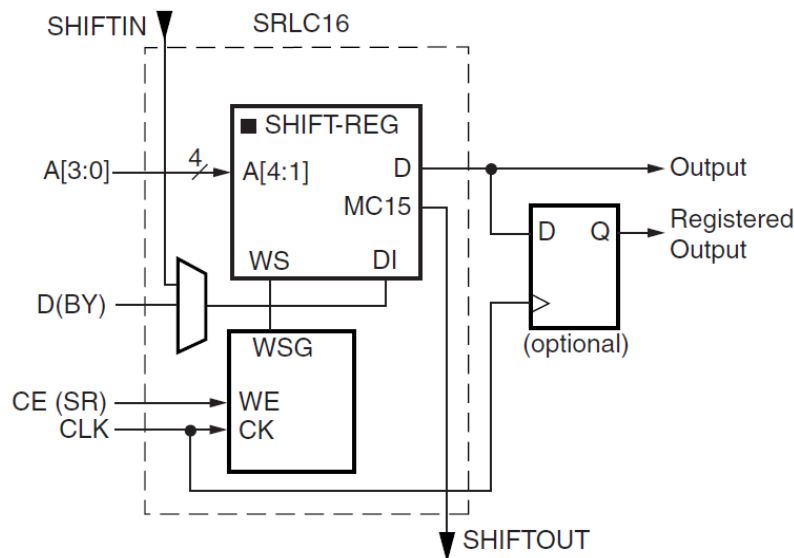 SHIFTIN
SRLC16
SHIFT-REG
A[3:0]
4
A[4:1]
D
MC15
WS
DI
Output
D
Q
Registered
Output
(optional)
D(BY)
WSG
CE (SR)
WE
CLK
CK
SHIFTOUT